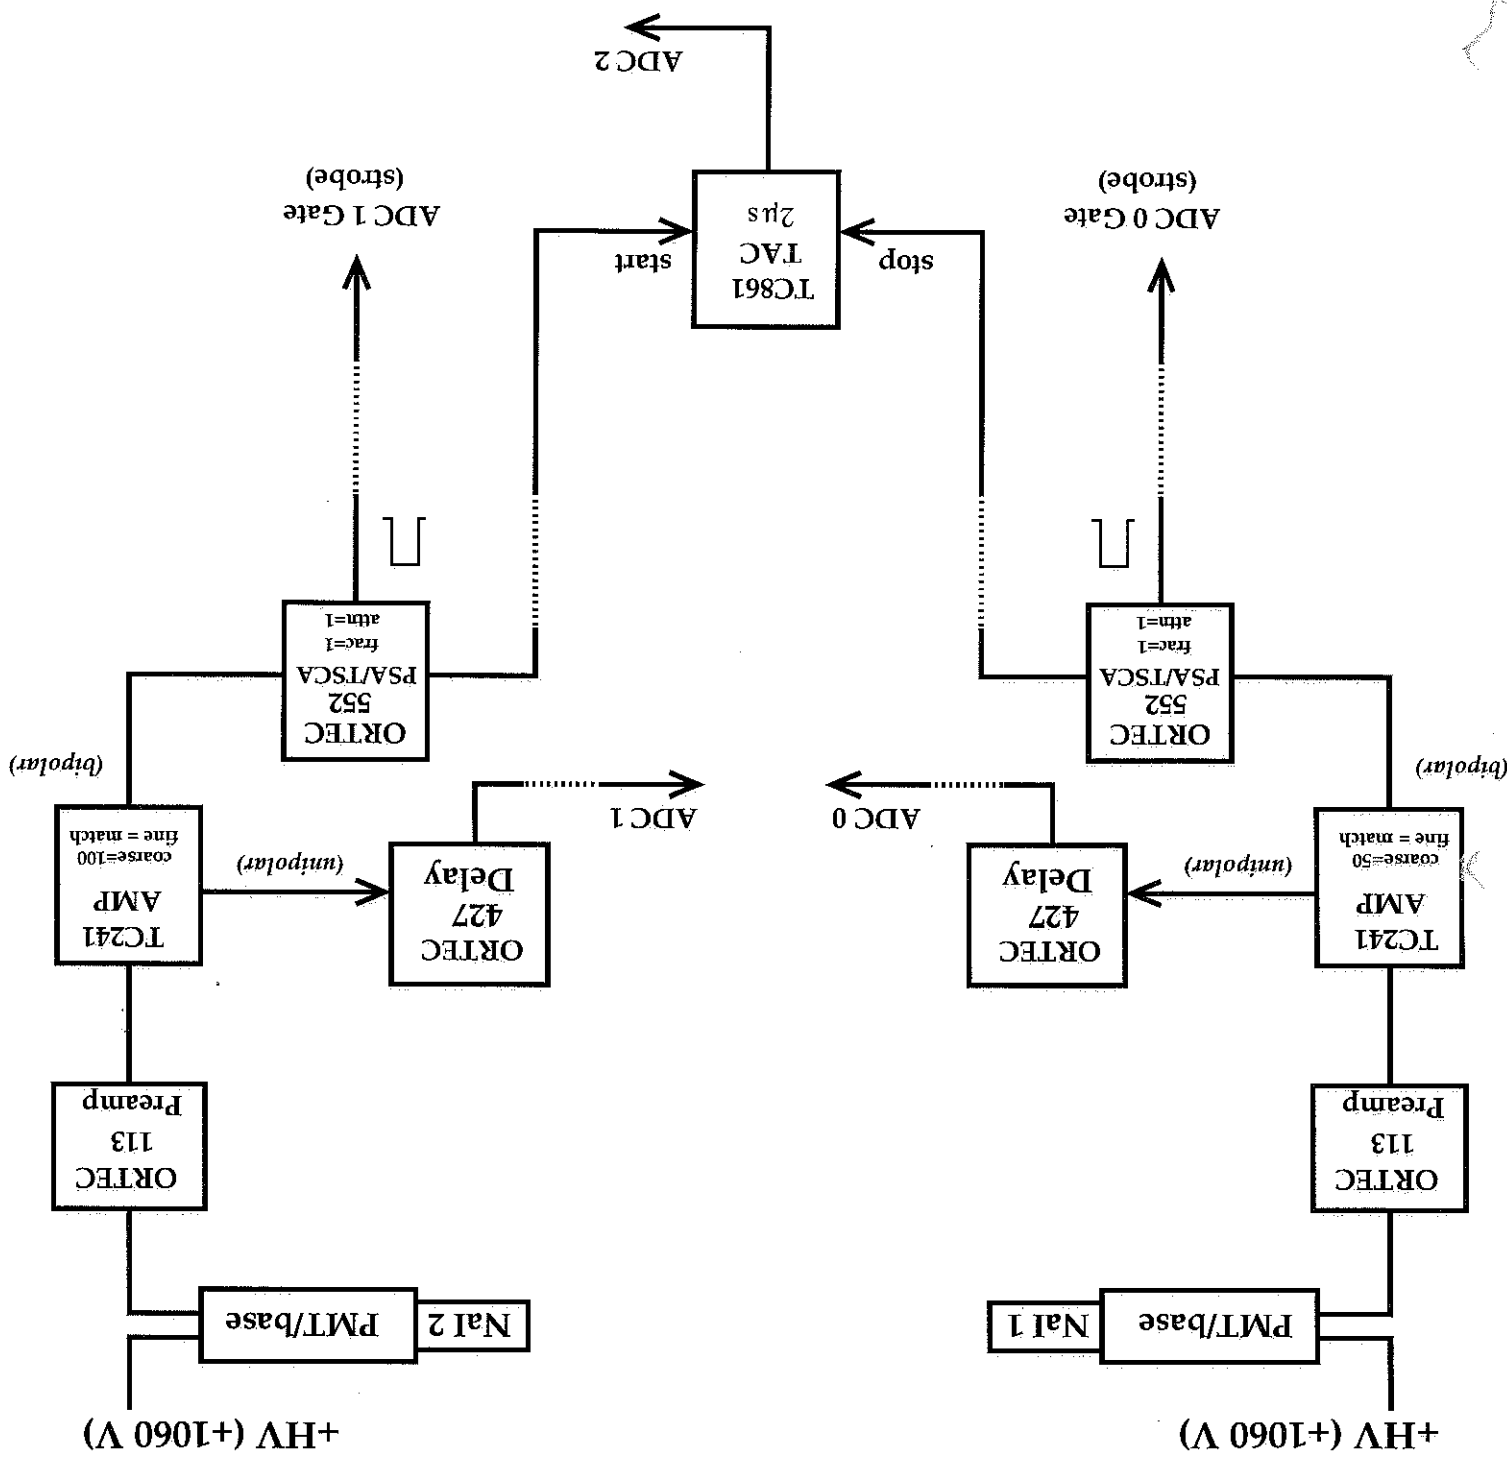 +HV (+1060 V)
+HV (+1060 V)
PMT/base
NaI 1
NaI 2
PMT/base
ORTEC
113
Preamp
ORTEC
113
Preamp
TC241
AMP
coarse=50
fine = match
(unipolar)
ORTEC
427
Delay
ORTEC
427
Delay
(unipolar)
TC241
AMP
coarse=100
fine = match
ADC 0
ADC 1
(bipolar)
(bipolar)
ORTEC
552
PSA/TSCA
frac=1
attn=1
ORTEC
552
PSA/TSCA
frac=1
attn=1
stop
TC861
TAC
2μs
start
ADC 0 Gate
(strobe)
ADC 1 Gate
(strobe)
ADC 2